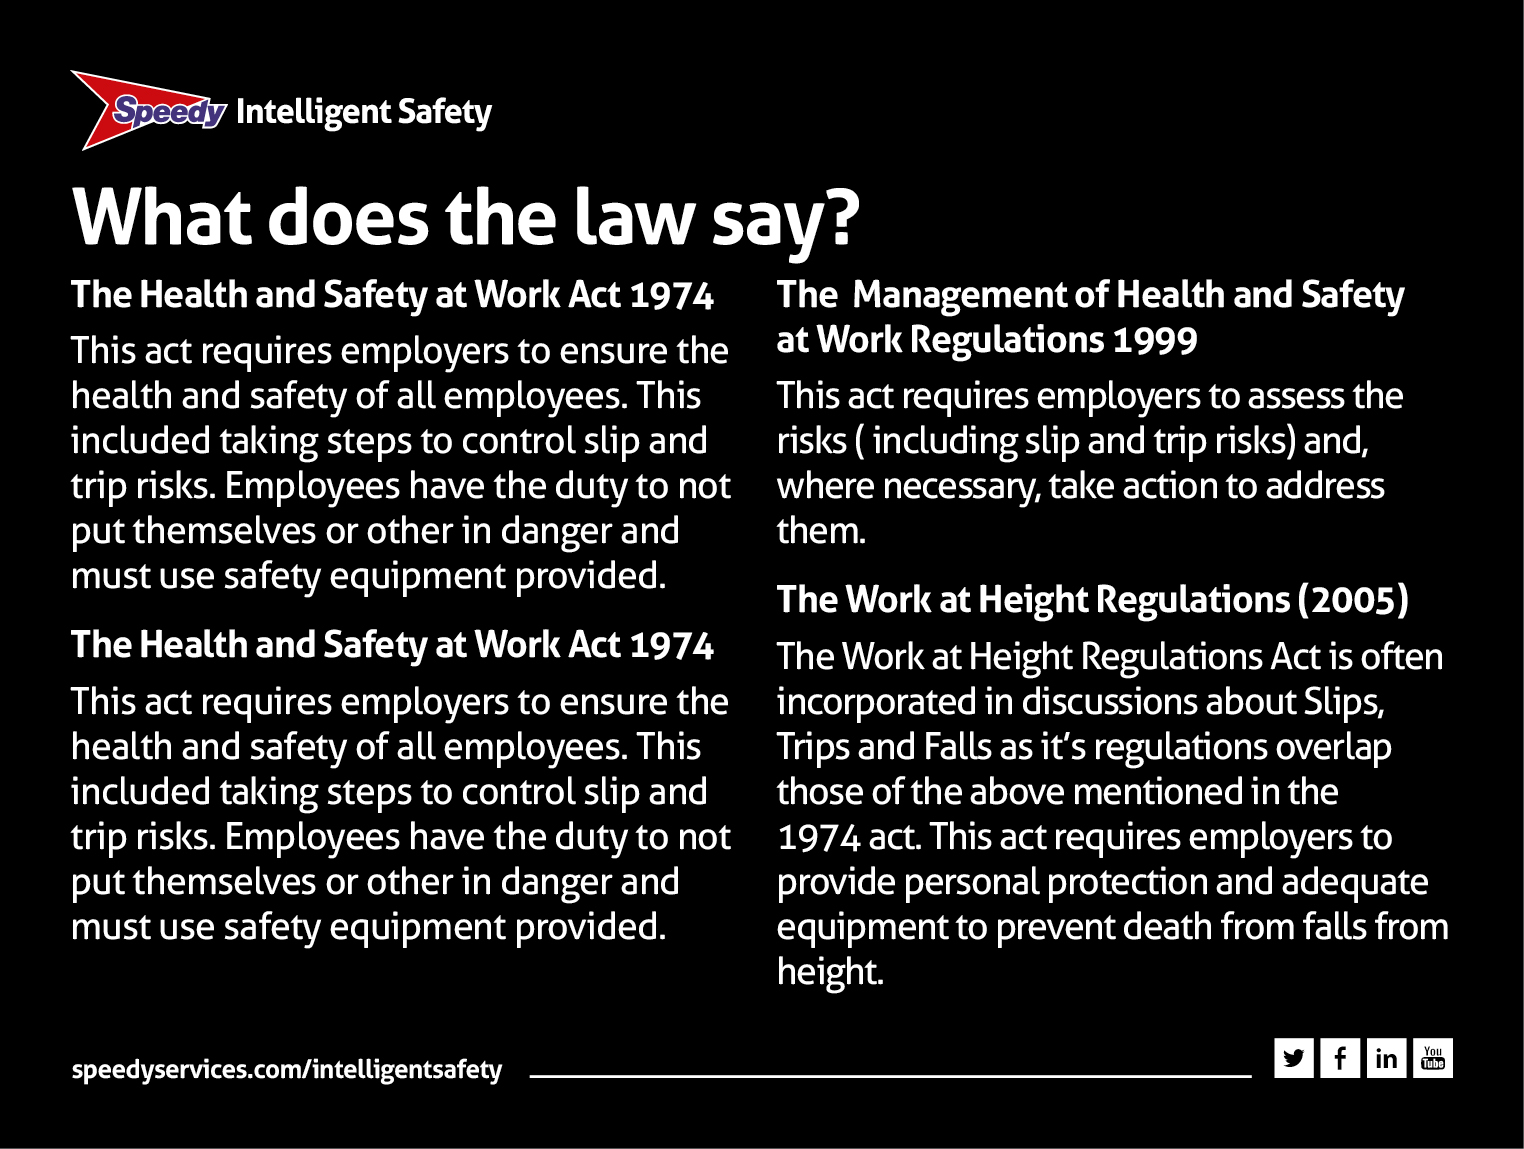 Speedy Intelligent Safety
What does the law say?
The Health and Safety at Work Act 1974
This act requires employers to ensure the
health and safety of all employees. This
included taking steps to control slip and
trip risks. Employees have the duty to not
put themselves or other in danger and
must use safety equipment provided.
The Health and Safety at Work Act 1974
This act requires employers to ensure the
health and safety of all employees. This
included taking steps to control slip and
trip risks. Employees have the duty to not
put themselves or other in danger and
must use safety equipment provided.
The  Management of Health and Safety
at Work Regulations 1999
This act requires employers to assess the
risks ( including slip and trip risks) and,
where necessary, take action to address
them.
The Work at Height Regulations (2005)
The Work at Height Regulations Act is often
incorporated in discussions about Slips,
Trips and Falls as it’s regulations overlap
those of the above mentioned in the
1974 act. This act requires employers to
provide personal protection and adequate
equipment to prevent death from falls from
height.
speedyservices.com/intelligentsafety
f in You
Tube